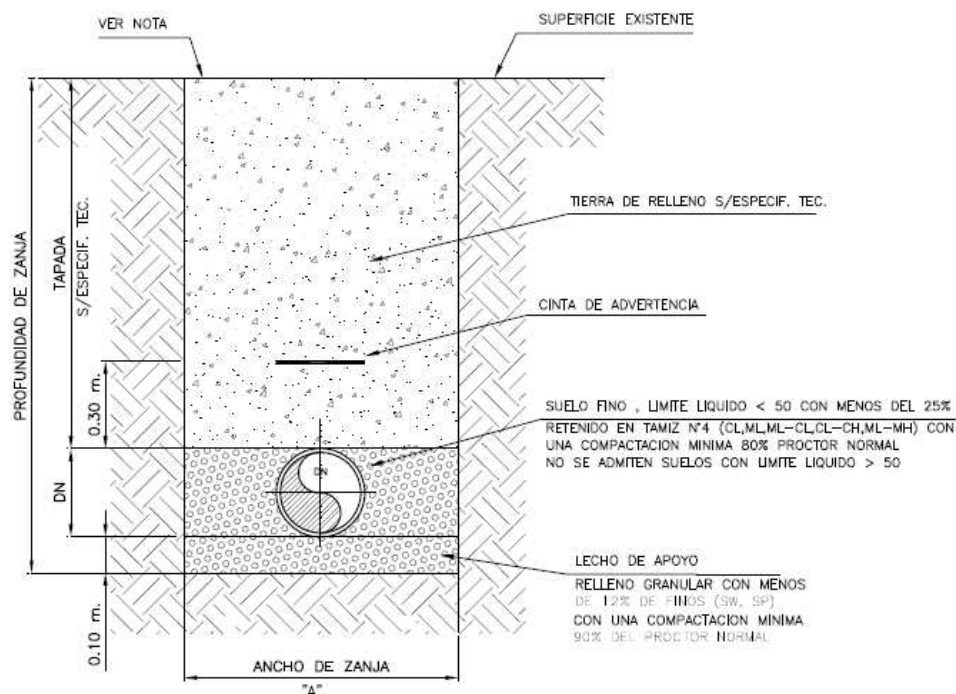 VER NOTA
SUPERFICIE EXISTENTE
PROFUNDIDAD DE ZANJA
TAPADA
S/ESPECIF. TEC.
TIERRA DE RELLENO S/ESPECIF. TEC.
CINTA DE ADVERTENCIA
0.30 m.
SUELO FINO , LIMITE LIQUIDO < 50 CON MENOS DEL 25%
RETENIDO EN TAMIZ N'4 (CL,ML,ML-CL,CL-CH,ML-MH) CON
UNA COMPACTACION MINIMA 80% PROCTOR NORMAL
NO SE ADMITEN SUELOS CON LIMITE LIQUIDO > 50
DN
DN
LECHO DE APOYO
RELLENO GRANULAR CON MENOS
DE 12% DE FINOS (SW, SP)
CON UNA COMPACTACION MINIMA
90% DEL PROCTOR NORMAL
0.10 m.
ANCHO DE ZANJA
"A"